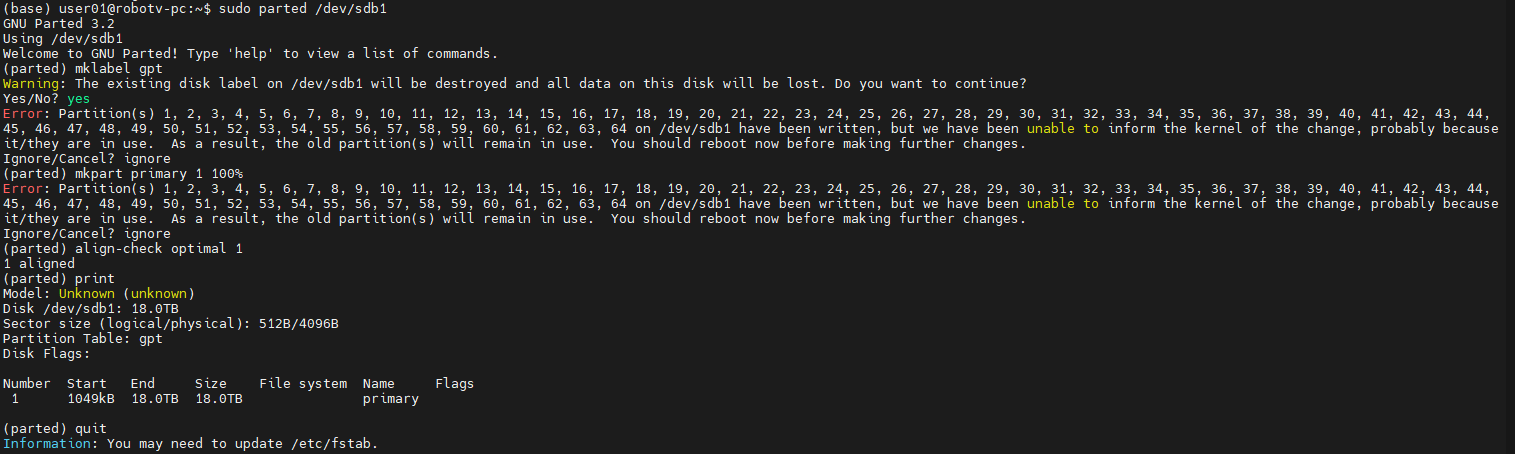 (base) user01@robotv-pc:~$ sudo parted /dev/sdb1
GNU Parted 3.2
Using /dev/sdb1
Welcome to GNU Parted! Type 'help' to view a list of commands.
(parted) mklabel gpt
Warning: The existing disk label on /dev/sdb1 will be destroyed and all data on this disk will be lost. Do you want to continue?
Yes/No? yes
Error: Partition(s) 1, 2, 3, 4, 5, 6, 7, 8, 9, 10, 11, 12, 13, 14, 15, 16, 17, 18, 19, 20, 21, 22, 23, 24, 25, 26, 27, 28, 29, 30, 31, 32, 33, 34, 35, 36, 37, 38, 39, 40, 41, 42, 43, 44,
45, 46, 47, 48, 49, 50, 51, 52, 53, 54, 55, 56, 57, 58, 59, 60, 61, 62, 63, 64 on /dev/sdb1 have been written, but we have been unable to inform the kernel of the change, probably because
it/they are in use.  As a result, the old partition(s) will remain in use.  You should reboot now before making further changes.
Ignore/Cancel? ignore
(parted) mkpart primary 1 100%
Error: Partition(s) 1, 2, 3, 4, 5, 6, 7, 8, 9, 10, 11, 12, 13, 14, 15, 16, 17, 18, 19, 20, 21, 22, 23, 24, 25, 26, 27, 28, 29, 30, 31, 32, 33, 34, 35, 36, 37, 38, 39, 40, 41, 42, 43, 44,
45, 46, 47, 48, 49, 50, 51, 52, 53, 54, 55, 56, 57, 58, 59, 60, 61, 62, 63, 64 on /dev/sdb1 have been written, but we have been unable to inform the kernel of the change, probably because
it/they are in use.  As a result, the old partition(s) will remain in use.  You should reboot now before making further changes.
Ignore/Cancel? ignore
(parted) align-check optimal 1
1 aligned
(parted) print
Model: Unknown (unknown)
Disk /dev/sdb1: 18.0TB
Sector size (logical/physical): 512B/4096B
Partition Table: gpt
Disk Flags:
Number  Start   End     Size    File system  Name     Flags
 1      1049kB  18.0TB  18.0TB               primary
(parted) quit
Information: You may need to update /etc/fstab.